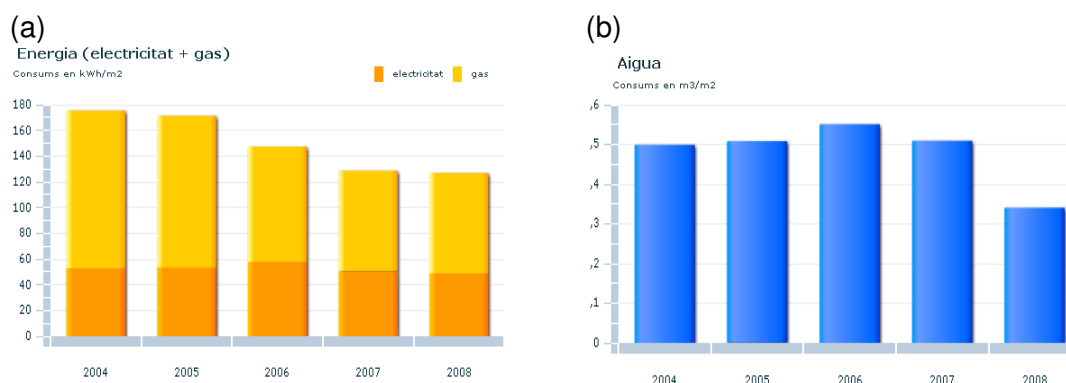 (a)
Energia (electricitat + gas)
Consums en kWh/m2
electricitat gas
180
160
140
120
100
80
60
40
20
0
2004 2005 2006 2007 2008
(b)
Aigua
Consums en m3/m2
,6
,5
,4
,3
,2
,1
0
2004 2005 2006 2007 2008